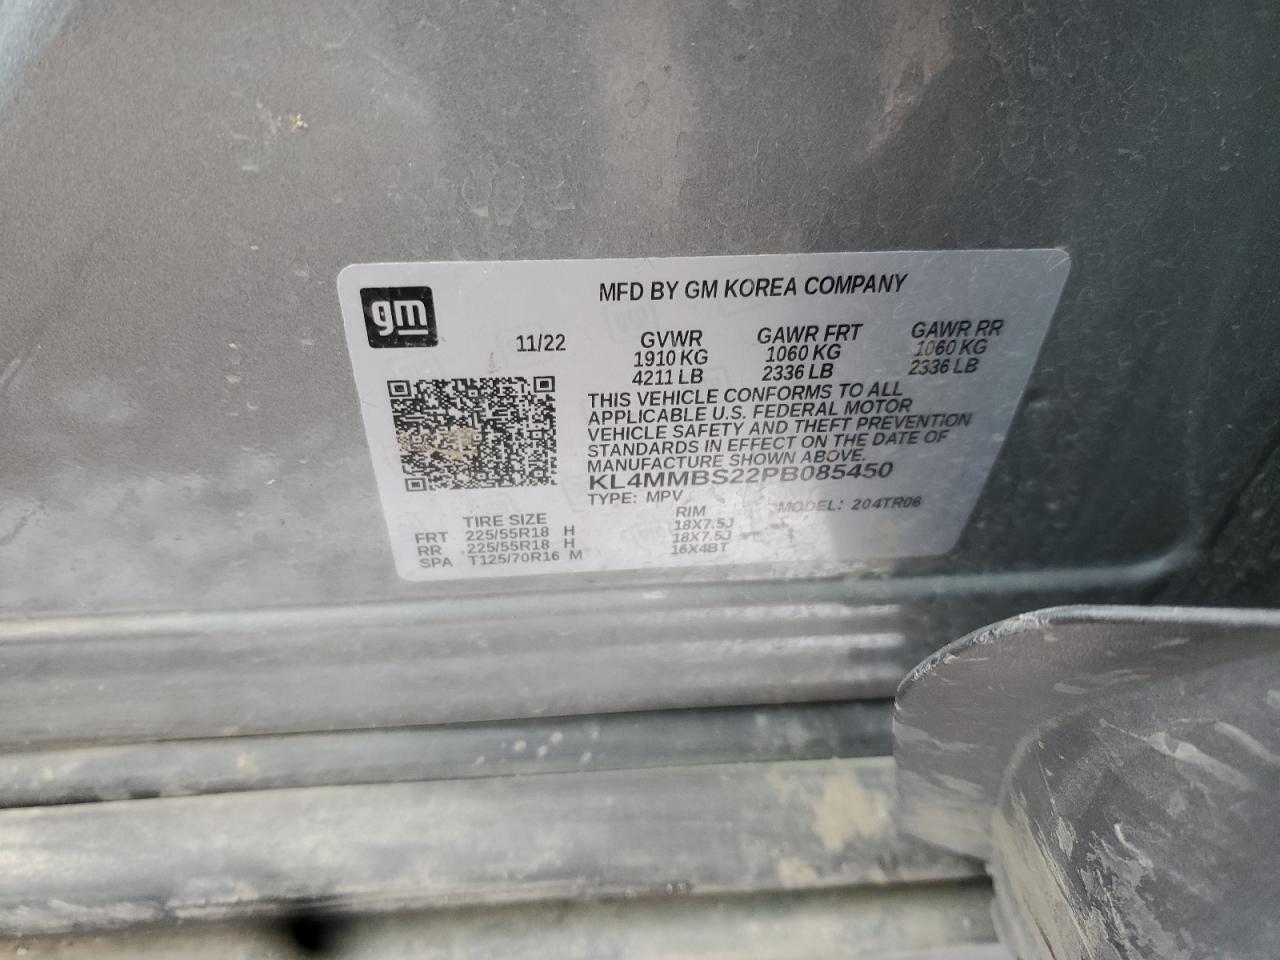 gm
MFD BY GM KOREA COMPANY
11/22
GVWR GAWR FRT GAWR RR
1910 KG 1060 KG 1060 KG
4211 LB 2336 LB 2336 LB
THIS VEHICLE CONFORMS TO ALL
APPLICABLE U.S. FEDERAL MOTOR
VEHICLE SAFETY AND THEFT PREVENTION
STANDARDS IN EFFECT ON THE DATE OF
MANUFACTURE SHOWN ABOVE.
KL4MMBS22PB085450
TYPE: MPV MODEL: 204TR06
TIRE SIZE RIM
FRT 225/55R18 H 18X7.5J
RR 225/55R18 H 18X7.5J
SPA T125/70R16 M 16X4BT